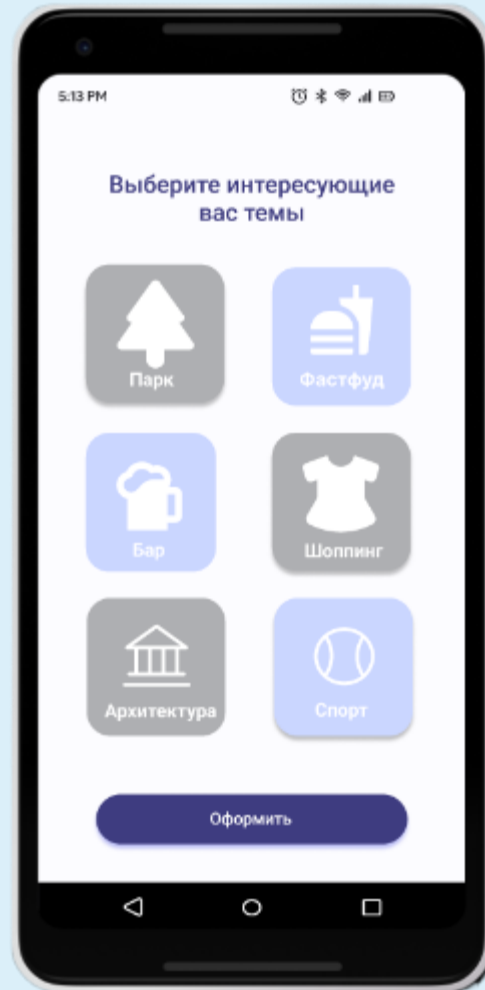 5:13 PM
Выберите интересующие
вас темы
Парк
Фастфуд
Бар
Шоппинг
Архитектура
Спорт
Оформить